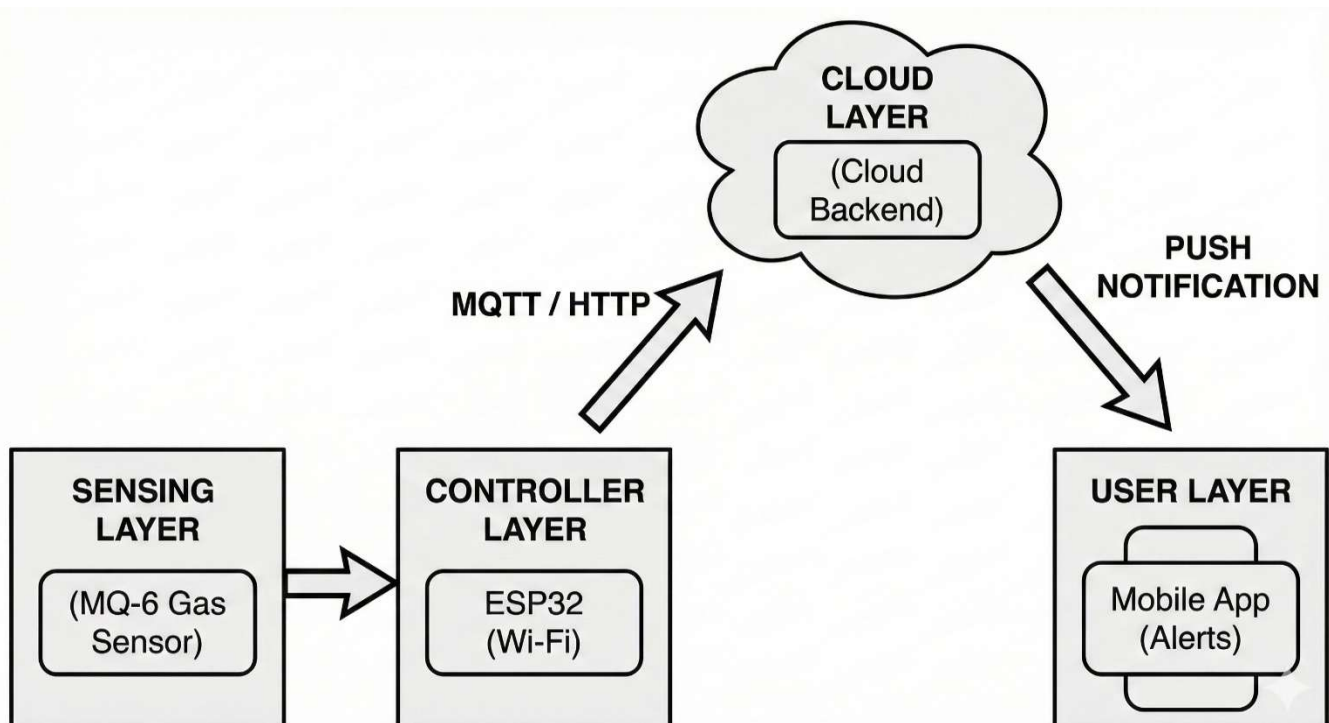 CLOUD
LAYER
(Cloud
Backend)
MQTT / HTTP
PUSH
NOTIFICATION
SENSING
LAYER
(MQ-6 Gas
Sensor)
CONTROLLER
LAYER
ESP32
(Wi-Fi)
USER LAYER
Mobile App
(Alerts)